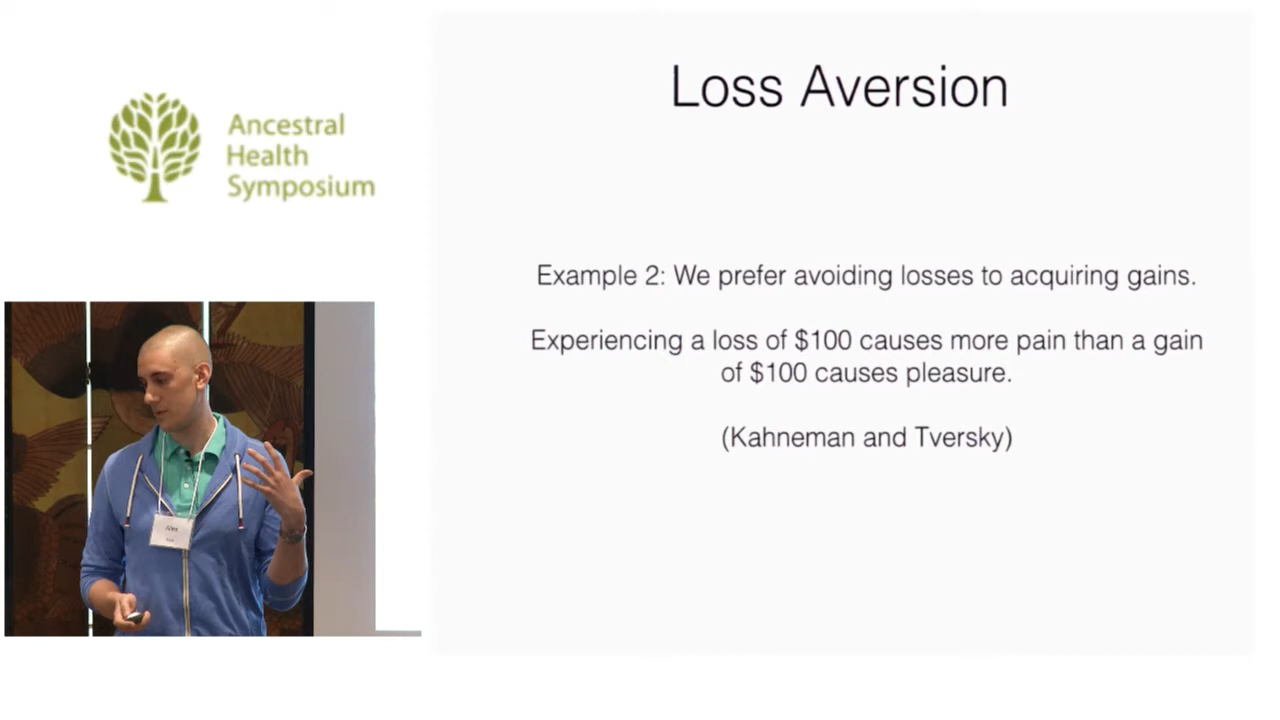 Ancestral
Health
Symposium
Loss Aversion
Example 2: We prefer avoiding losses to acquiring gains.
Experiencing a loss of $100 causes more pain than a gain
of $100 causes pleasure.
(Kahneman and Tversky)
Alex